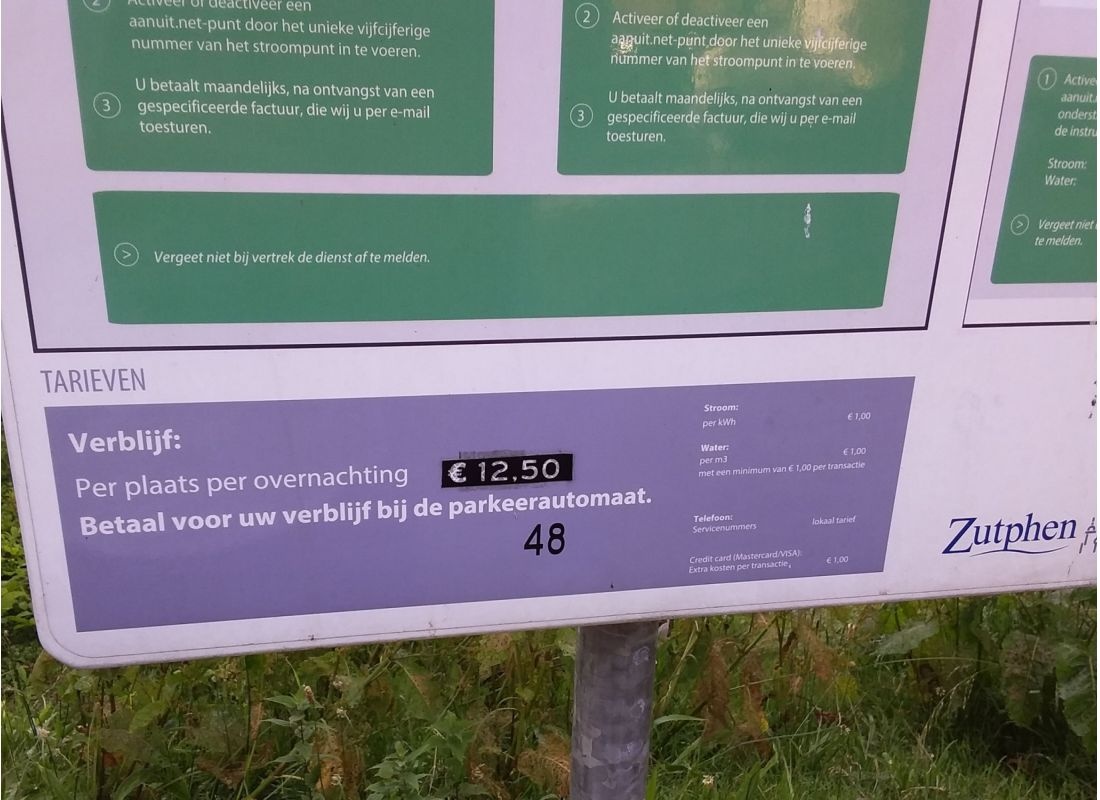 2 Activeer of deactiveer een
aanuit.net-punt door het unieke vijfcijferige
nummer van het stroompunt in te voeren.
3 U betaalt maandelijks, na ontvangst van een
gespecificeerde factuur, die wij u per e-mail
toesturen.
2 Activeer of deactiveer een
aanuit.net-punt door het unieke vijfcijferige
nummer van het stroompunt in te voeren.
3 U betaalt maandelijks, na ontvangst van een
gespecificeerde factuur, die wij u per e-mail
toesturen.
> Vergeet niet bij vertrek de dienst af te melden.
1 Active
aanuit.
onderst
de instru
Stroom:
Water:
> Vergeet niet
te melden.
TARIEVEN
Verblijf:
Per plaats per overnachting € 12,50
Betaal voor uw verblijf bij de parkeerautomaat.
48
Stroom:
per kWh € 1,00
Water:
per m3 € 1,00
met een minimum van € 1,00 per transactie
Telefoon:
Servicenummers lokaal tarief
Credit card (Mastercard/VISA):
Extra kosten per transactie, € 1,00
Zutphen